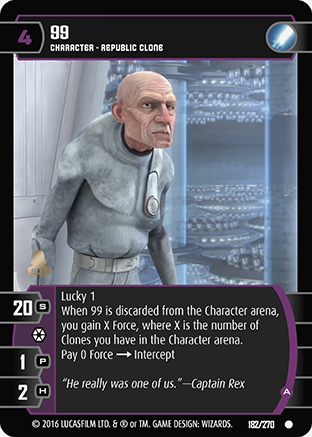 4
99
CHARACTER - REPUBLIC CLONE
20 S
1 P
2 H
Lucky 1
When 99 is discarded from the Character arena,
you gain X Force, where X is the number of
Clones you have in the Character arena.
Pay 0 Force → Intercept
"He really was one of us."—Captain Rex
A
© 2016 LUCASFILM LTD. & ® or TM. GAME DESIGN: WIZARDS.
182/270